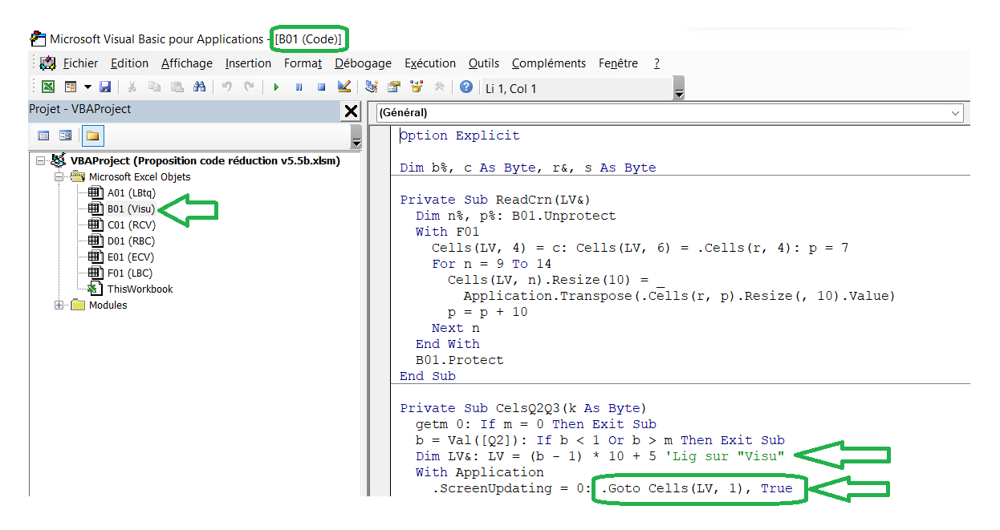 Microsoft Visual Basic pour Applications - [B01 (Code)]
Fichier Edition Affichage Insertion Format Débogage Exécution Outils Compléments Fenêtre ?
Li 1, Col 1
Projet - VBAProject
(Général)
VBAProject (Proposition code réduction v5.5b.xlsm)
Microsoft Excel Objets
A01 (LBtq)
B01 (Visu)
C01 (RCV)
D01 (RBC)
E01 (ECV)
F01 (LBC)
ThisWorkbook
Modules
Option Explicit
Dim b%, c As Byte, r&, s As Byte
Private Sub ReadCrn(LV&)
  Dim n%, p%: B01.Unprotect
  With F01
    Cells(LV, 4) = c: Cells(LV, 6) = .Cells(r, 4): p = 7
    For n = 9 To 14
      Cells(LV, n).Resize(10) = _
        Application.Transpose(.Cells(r, p).Resize(, 10).Value)
      p = p + 10
    Next n
  End With
  B01.Protect
End Sub
Private Sub CelsQ2Q3(k As Byte)
  getm 0: If m = 0 Then Exit Sub
  b = Val([Q2]): If b < 1 Or b > m Then Exit Sub
  Dim LV&: LV = (b - 1) * 10 + 5 'Lig sur "Visu"
  With Application
    .ScreenUpdating = 0: .Goto Cells(LV, 1), True